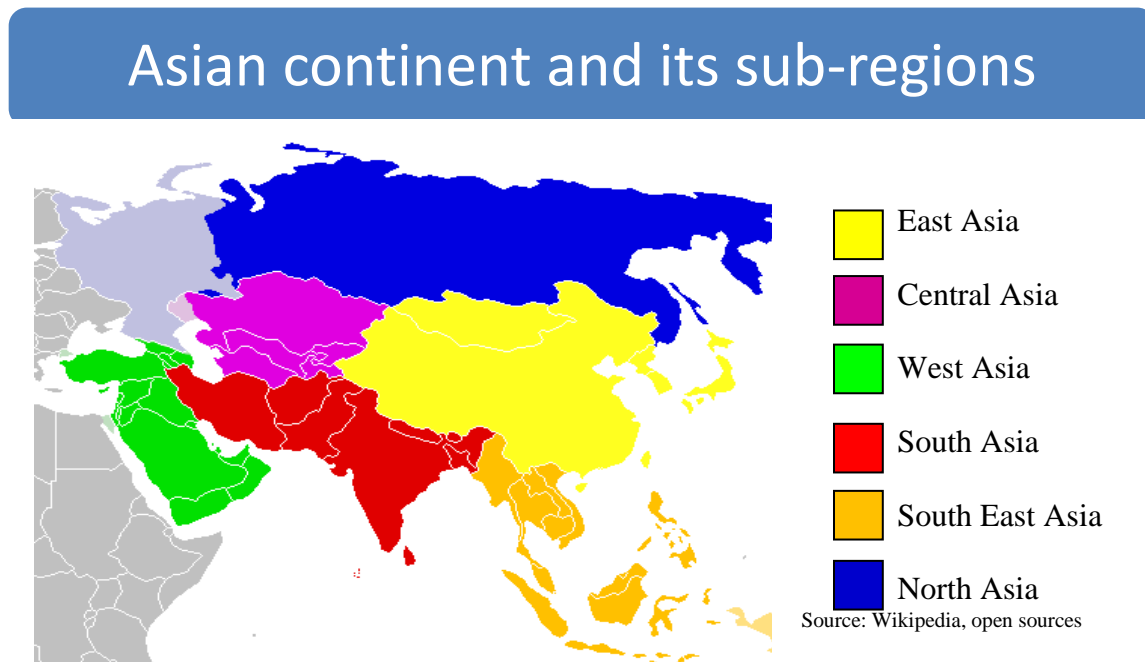 Asian continent and its sub-regions
East Asia
Central Asia
West Asia
South Asia
South East Asia
North Asia
Source: Wikipedia, open sources